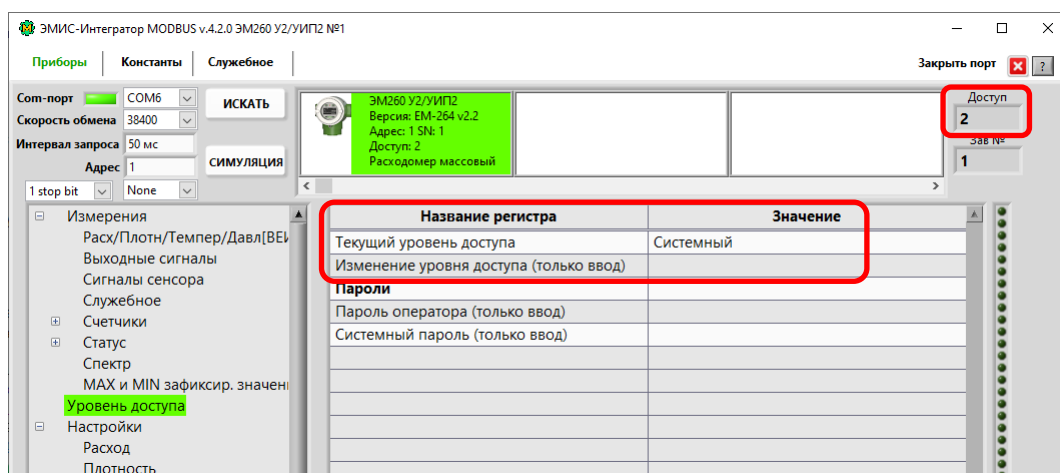 ЭМИС-Интегратор MODBUS v.4.2.0 ЭМ260 У2/УИП2 №1
Приборы Константы Служебное Закрыть порт ?
Com-порт COM6 ИСКАТЬ
Скорость обмена 38400
Интервал запроса 50 мс
Адрес 1 СИМУЛЯЦИЯ
1 stop bit None
ЭМ260 У2/УИП2
Версия: EM-264 v2.2
Адрес: 1 SN: 1
Доступ: 2
Расходомер массовый
Доступ
2
Зав №
1
Измерения
Расх/Плотн/Темпер/Давл[ВЕ
Выходные сигналы
Сигналы сенсора
Служебное
Счетчики
Статус
Спектр
MAX и MIN зафиксир. значен
Уровень доступа
Настройки
Расход
Плотность
Название регистра Значение
Текущий уровень доступа Системный
Изменение уровня доступа (только ввод)
Пароли
Пароль оператора (только ввод)
Системный пароль (только ввод)